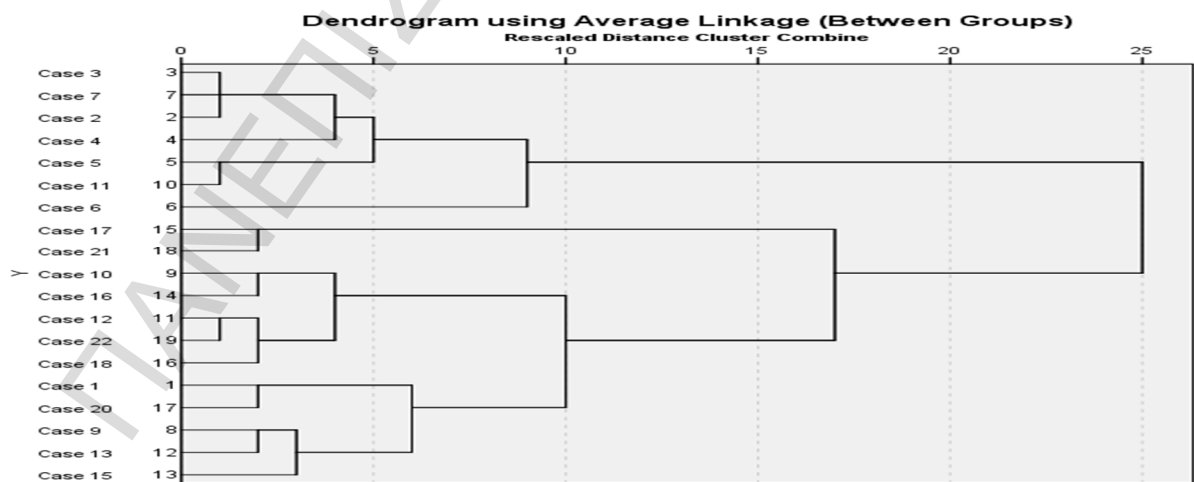 Dendrogram using Average Linkage (Between Groups)
Rescaled Distance Cluster Combine
0 5 10 15 20 25
Case 3 3
Case 7 7
Case 2 2
Case 4 4
Case 5 5
Case 11 10
Case 6 6
Case 17 15
Case 21 18
Y
Case 10 9
Case 16 14
Case 12 11
Case 22 19
Case 18 16
Case 1 1
Case 20 17
Case 9 8
Case 13 12
Case 15 13